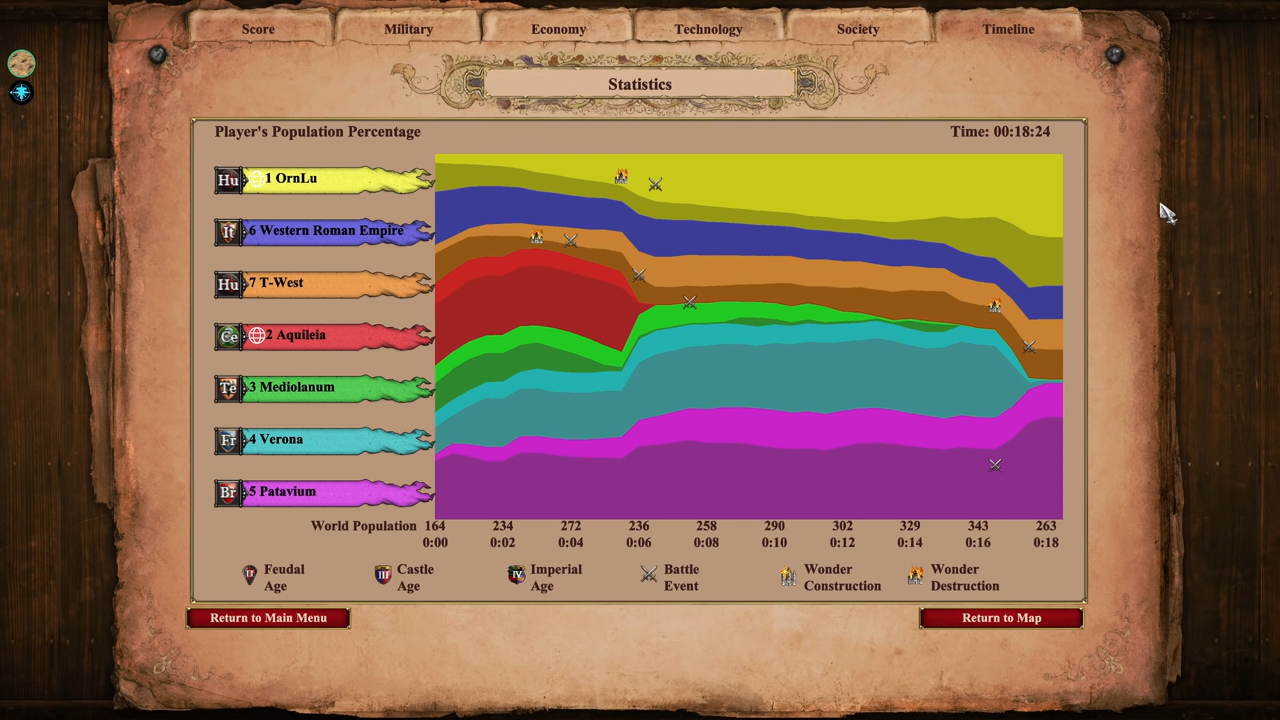 Score Military Economy Technology Society Timeline
Statistics
Player's Population Percentage Time: 00:18:24
Hu 1 OrnLu
It 6 Western Roman Empire
Hu 7 T-West
Ce 2 Aquileia
Te 3 Mediolanum
Fr 4 Verona
Br 5 Patavium
World Population 164 234 272 236 258 290 302 329 343 263
0:00 0:02 0:04 0:06 0:08 0:10 0:12 0:14 0:16 0:18
II Feudal Age
III Castle Age
IV Imperial Age
Battle Event
Wonder Construction
Wonder Destruction
Return to Main Menu Return to Map